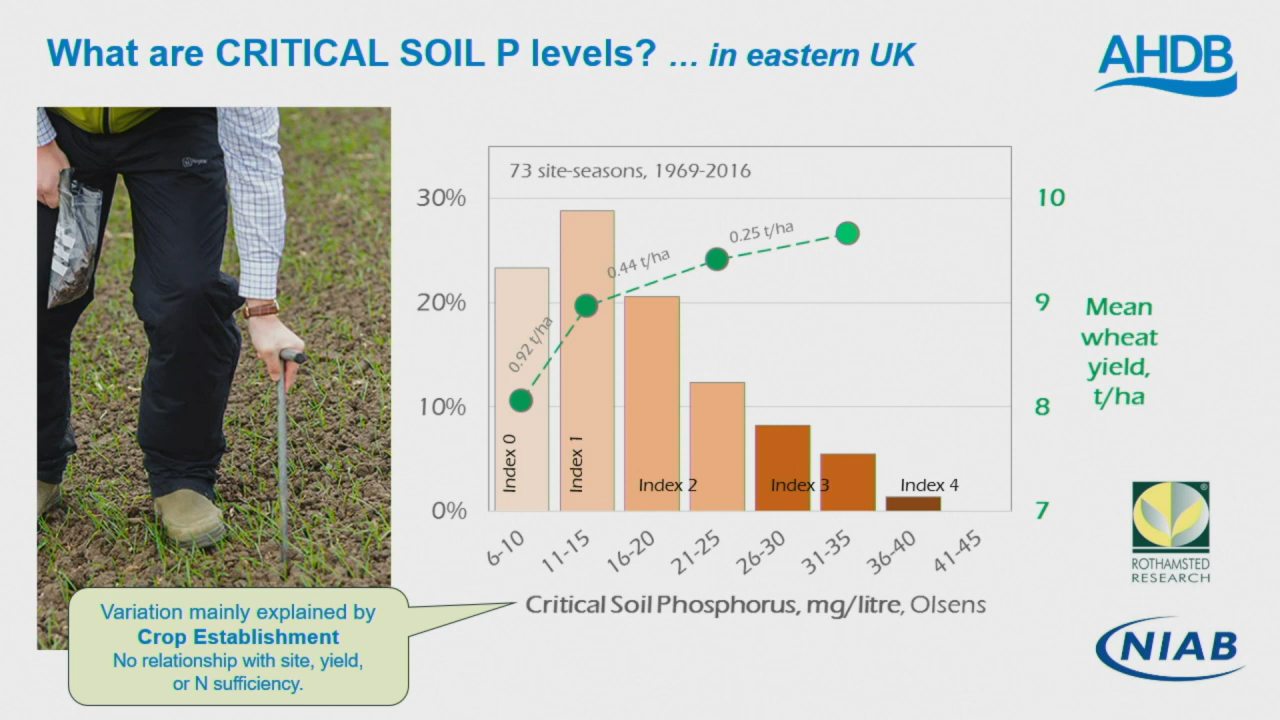 What are CRITICAL SOIL P levels? ... in eastern UK
AHDB
73 site-seasons, 1969-2016
30%
20%
10%
0%
0.92 t/ha
0.44 t/ha
0.25 t/ha
Index 0
Index 1
Index 2
Index 3
Index 4
10
9
8
7
Mean
wheat
yield,
t/ha
6-10
11-15
16-20
21-25
26-30
31-35
36-40
41-45
Critical Soil Phosphorus, mg/litre, Olsens
Variation mainly explained by
Crop Establishment
No relationship with site, yield,
or N sufficiency.
®
ROTHAMSTED
RESEARCH
NIAB